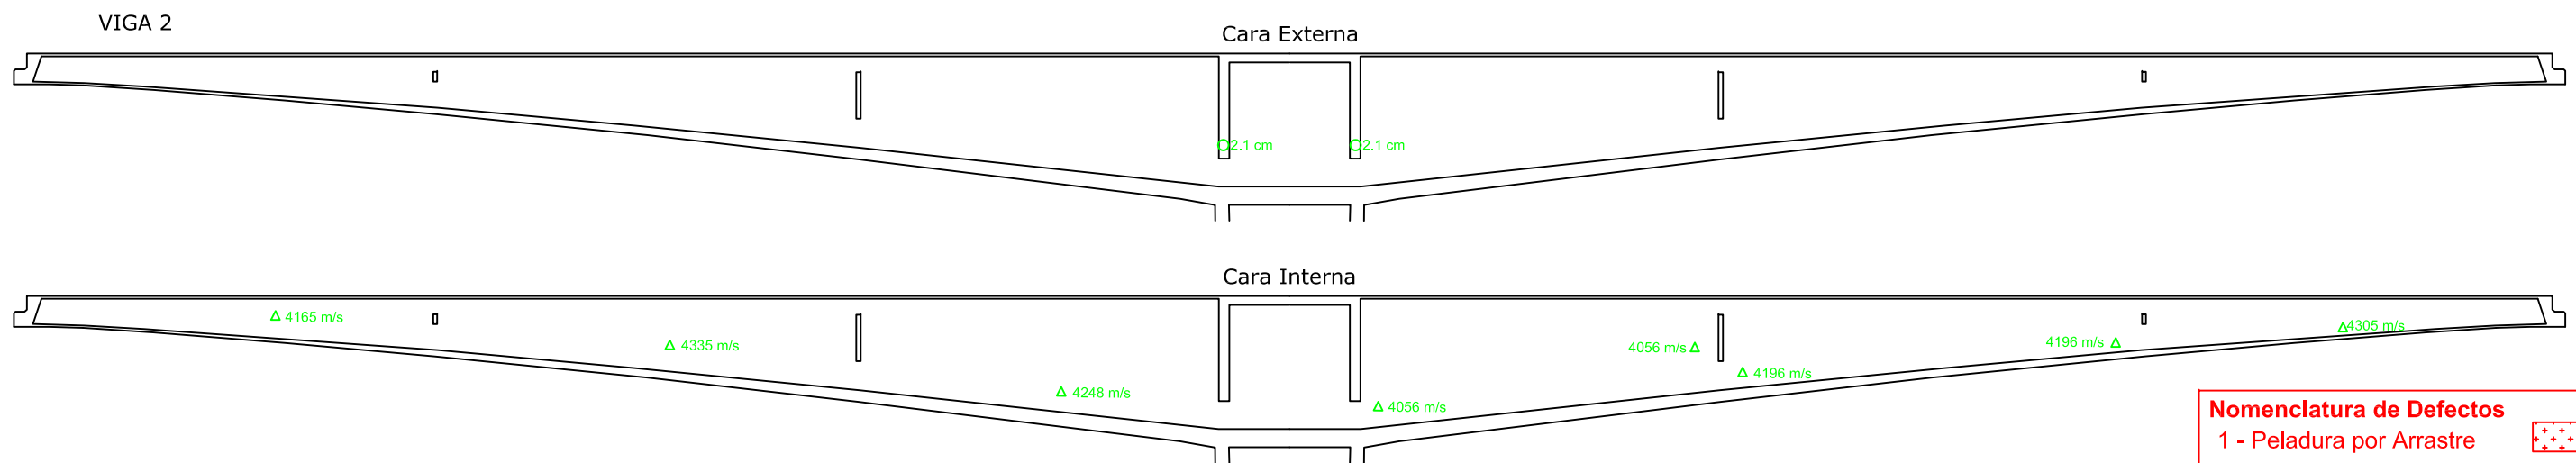 VIGA 2
Cara Externa
2,1 cm
2,1 cm
Cara Interna
4165 m/s
4335 m/s
4248 m/s
4056 m/s
4056 m/s
4196 m/s
4196 m/s
4305 m/s
Nomenclatura de Defectos
1 - Peladura por Arrastre